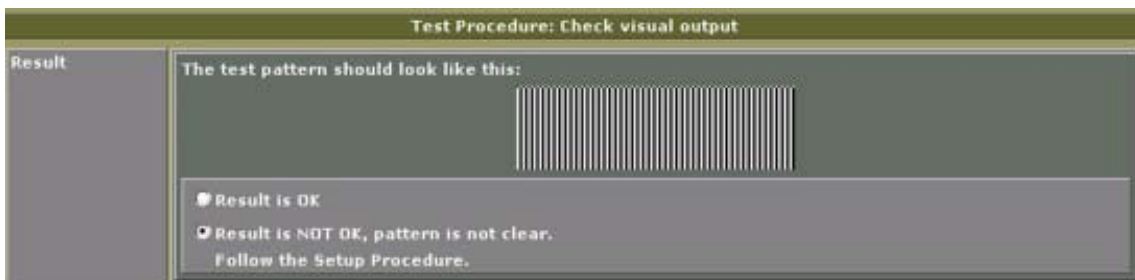 Test Procedure: Check visual output
Result
The test pattern should look like this:
Result is OK
Result is NOT OK, pattern is not clear.
Follow the Setup Procedure.